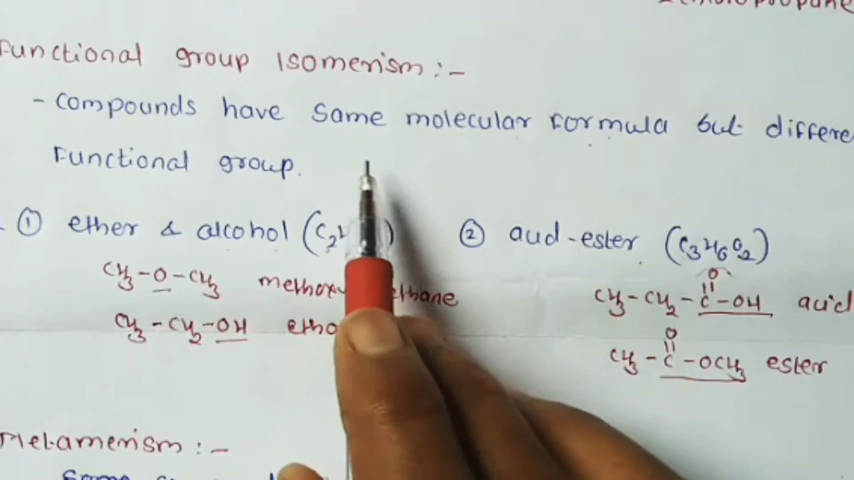 Functional group Isomerism :-
- compounds have same molecular formula but differe
Functional group.
① ether & alcohol (C2H
② acid-ester (C3H6O2)
CH3-O-CH3
CH3-CH2-C-OH acid
O
CH3-CH2-OH
CH3-C-OCH3 ester
O
Metamerism :-